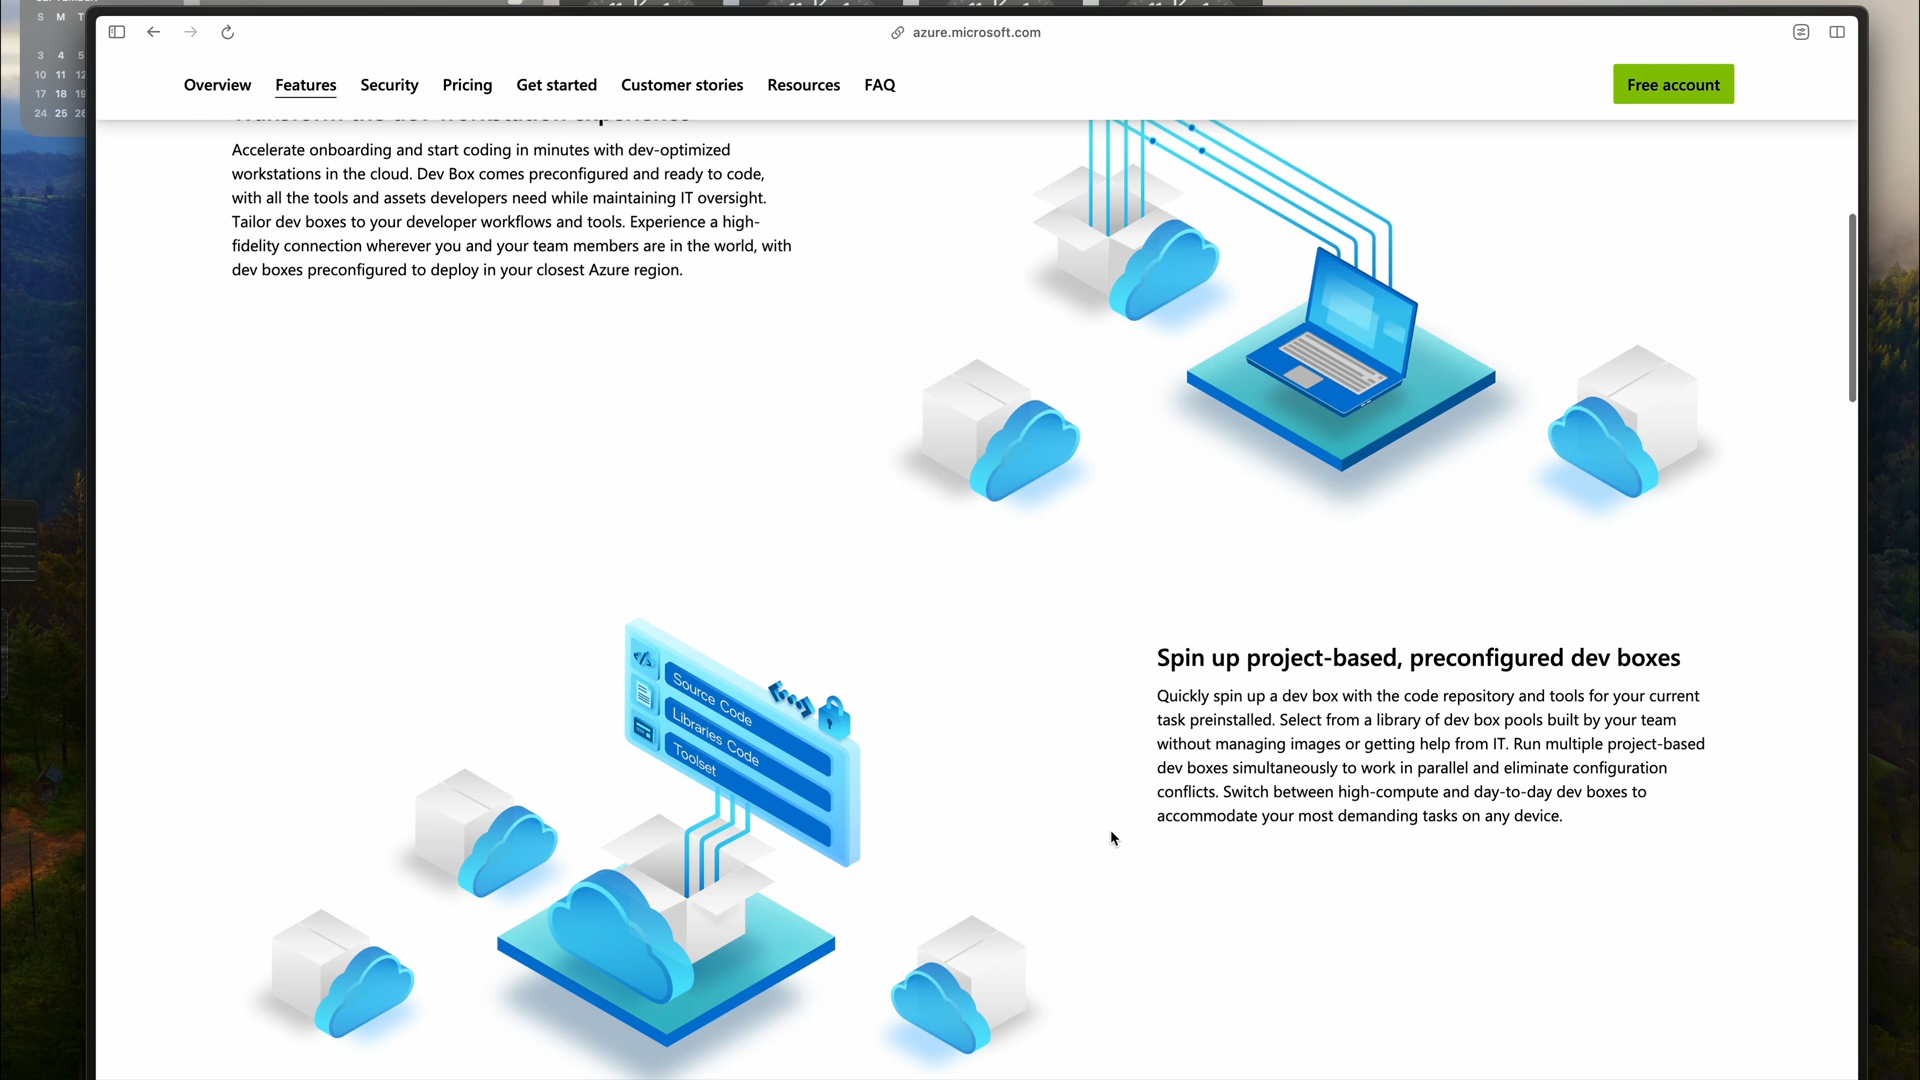 S M T
3 4 5
10 11 12
17 18 19
24 25 26
azure.microsoft.com
Overview Features Security Pricing Get started Customer stories Resources FAQ
Free account
Transform the dev workstation experience
Accelerate onboarding and start coding in minutes with dev-optimized
workstations in the cloud. Dev Box comes preconfigured and ready to code,
with all the tools and assets developers need while maintaining IT oversight.
Tailor dev boxes to your developer workflows and tools. Experience a high-
fidelity connection wherever you and your team members are in the world, with
dev boxes preconfigured to deploy in your closest Azure region.
Source Code
Libraries Code
Toolset
Spin up project-based, preconfigured dev boxes
Quickly spin up a dev box with the code repository and tools for your current
task preinstalled. Select from a library of dev box pools built by your team
without managing images or getting help from IT. Run multiple project-based
dev boxes simultaneously to work in parallel and eliminate configuration
conflicts. Switch between high-compute and day-to-day dev boxes to
accommodate your most demanding tasks on any device.